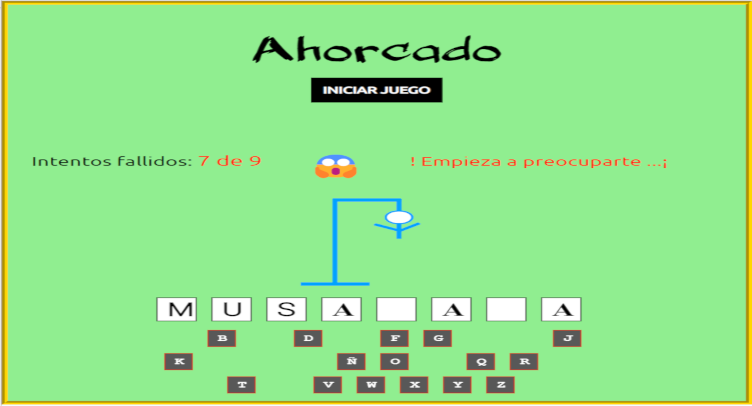 Ahorcado
INICIAR JUEGO
Intentos fallidos: 7 de 9 ! Empieza a preocuparte ...¡
M U S A A A
B D F G J
K Ñ O Q R
T V W X Y Z